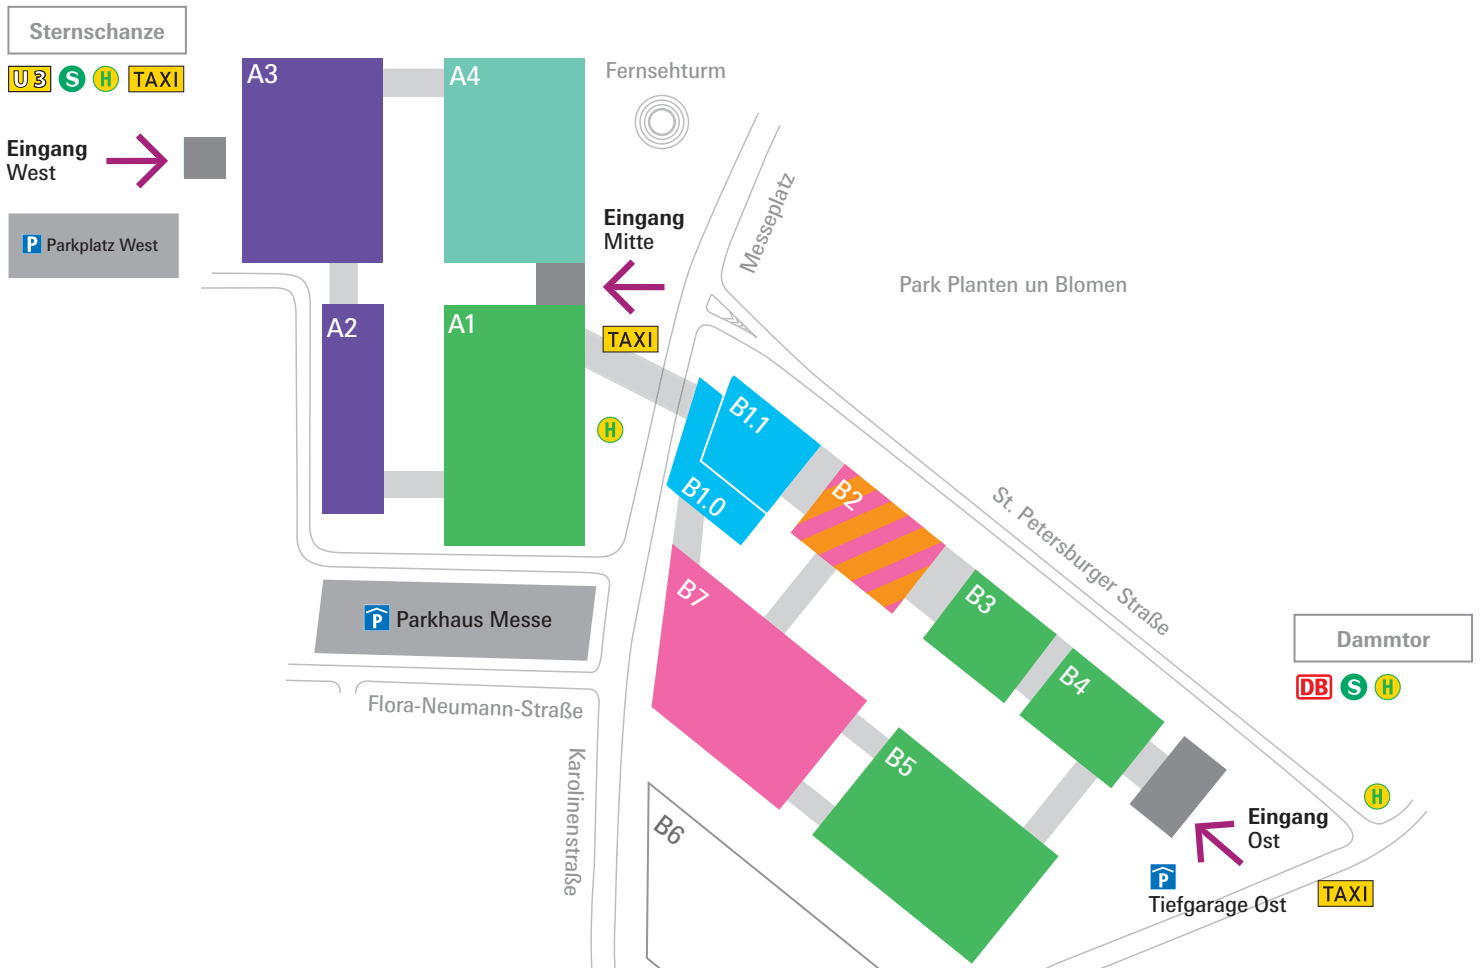 Sternschanze
U3 S H TAXI
Eingang
West
P Parkplatz West
A3
A4
A2
A1
Fernsehturm
Eingang
Mitte
TAXI
H
Messeplatz
Park Planten un Blomen
St. Petersburger Straße
B1.1
B1.0
B2
B3
B4
B7
B5
B6
P Parkhaus Messe
Flora-Neumann-Straße
Karolinenstraße
Dammtor
DB S H
H
Eingang
Ost
P
Tiefgarage Ost
TAXI